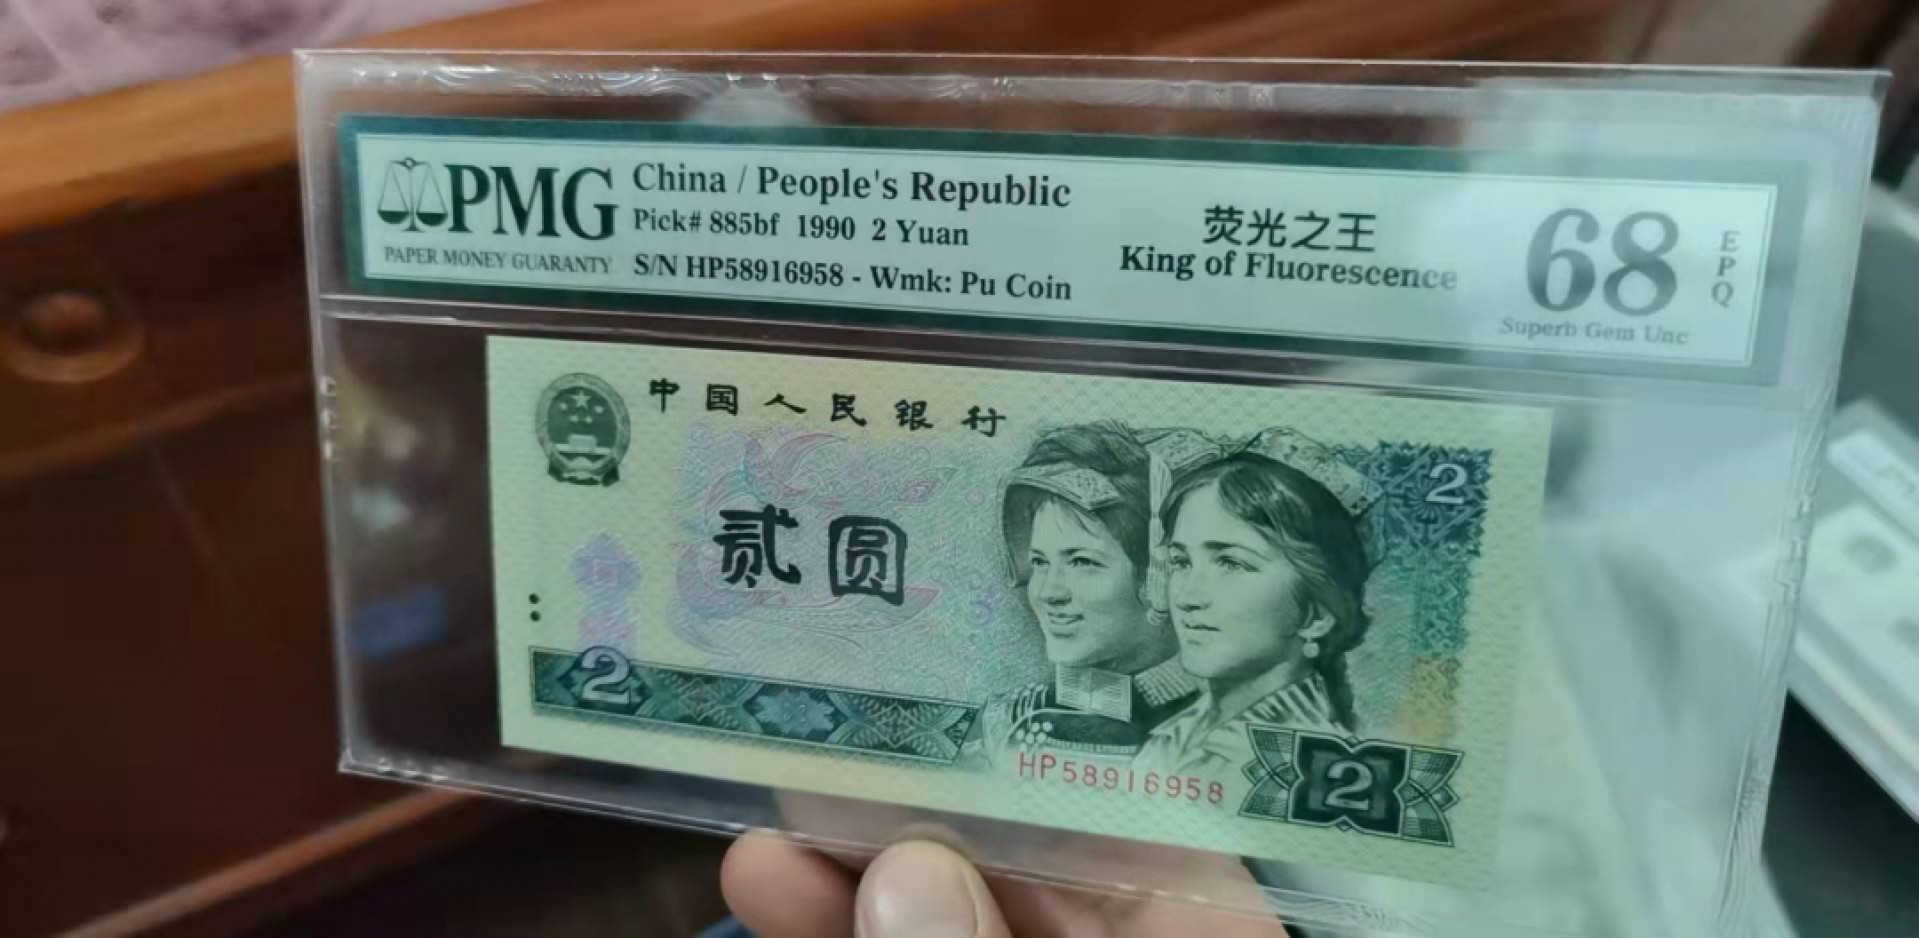 PMG
PAPER MONEY GUARANTY
China / People's Republic
Pick# 885bf 1990 2 Yuan
S/N HP58916958 - Wmk: Pu Coin
荧光之王
King of Fluorescence
68
EPQ
Superb Gem Unc
中国人民银行
2
贰圆
2
HP58916958
2